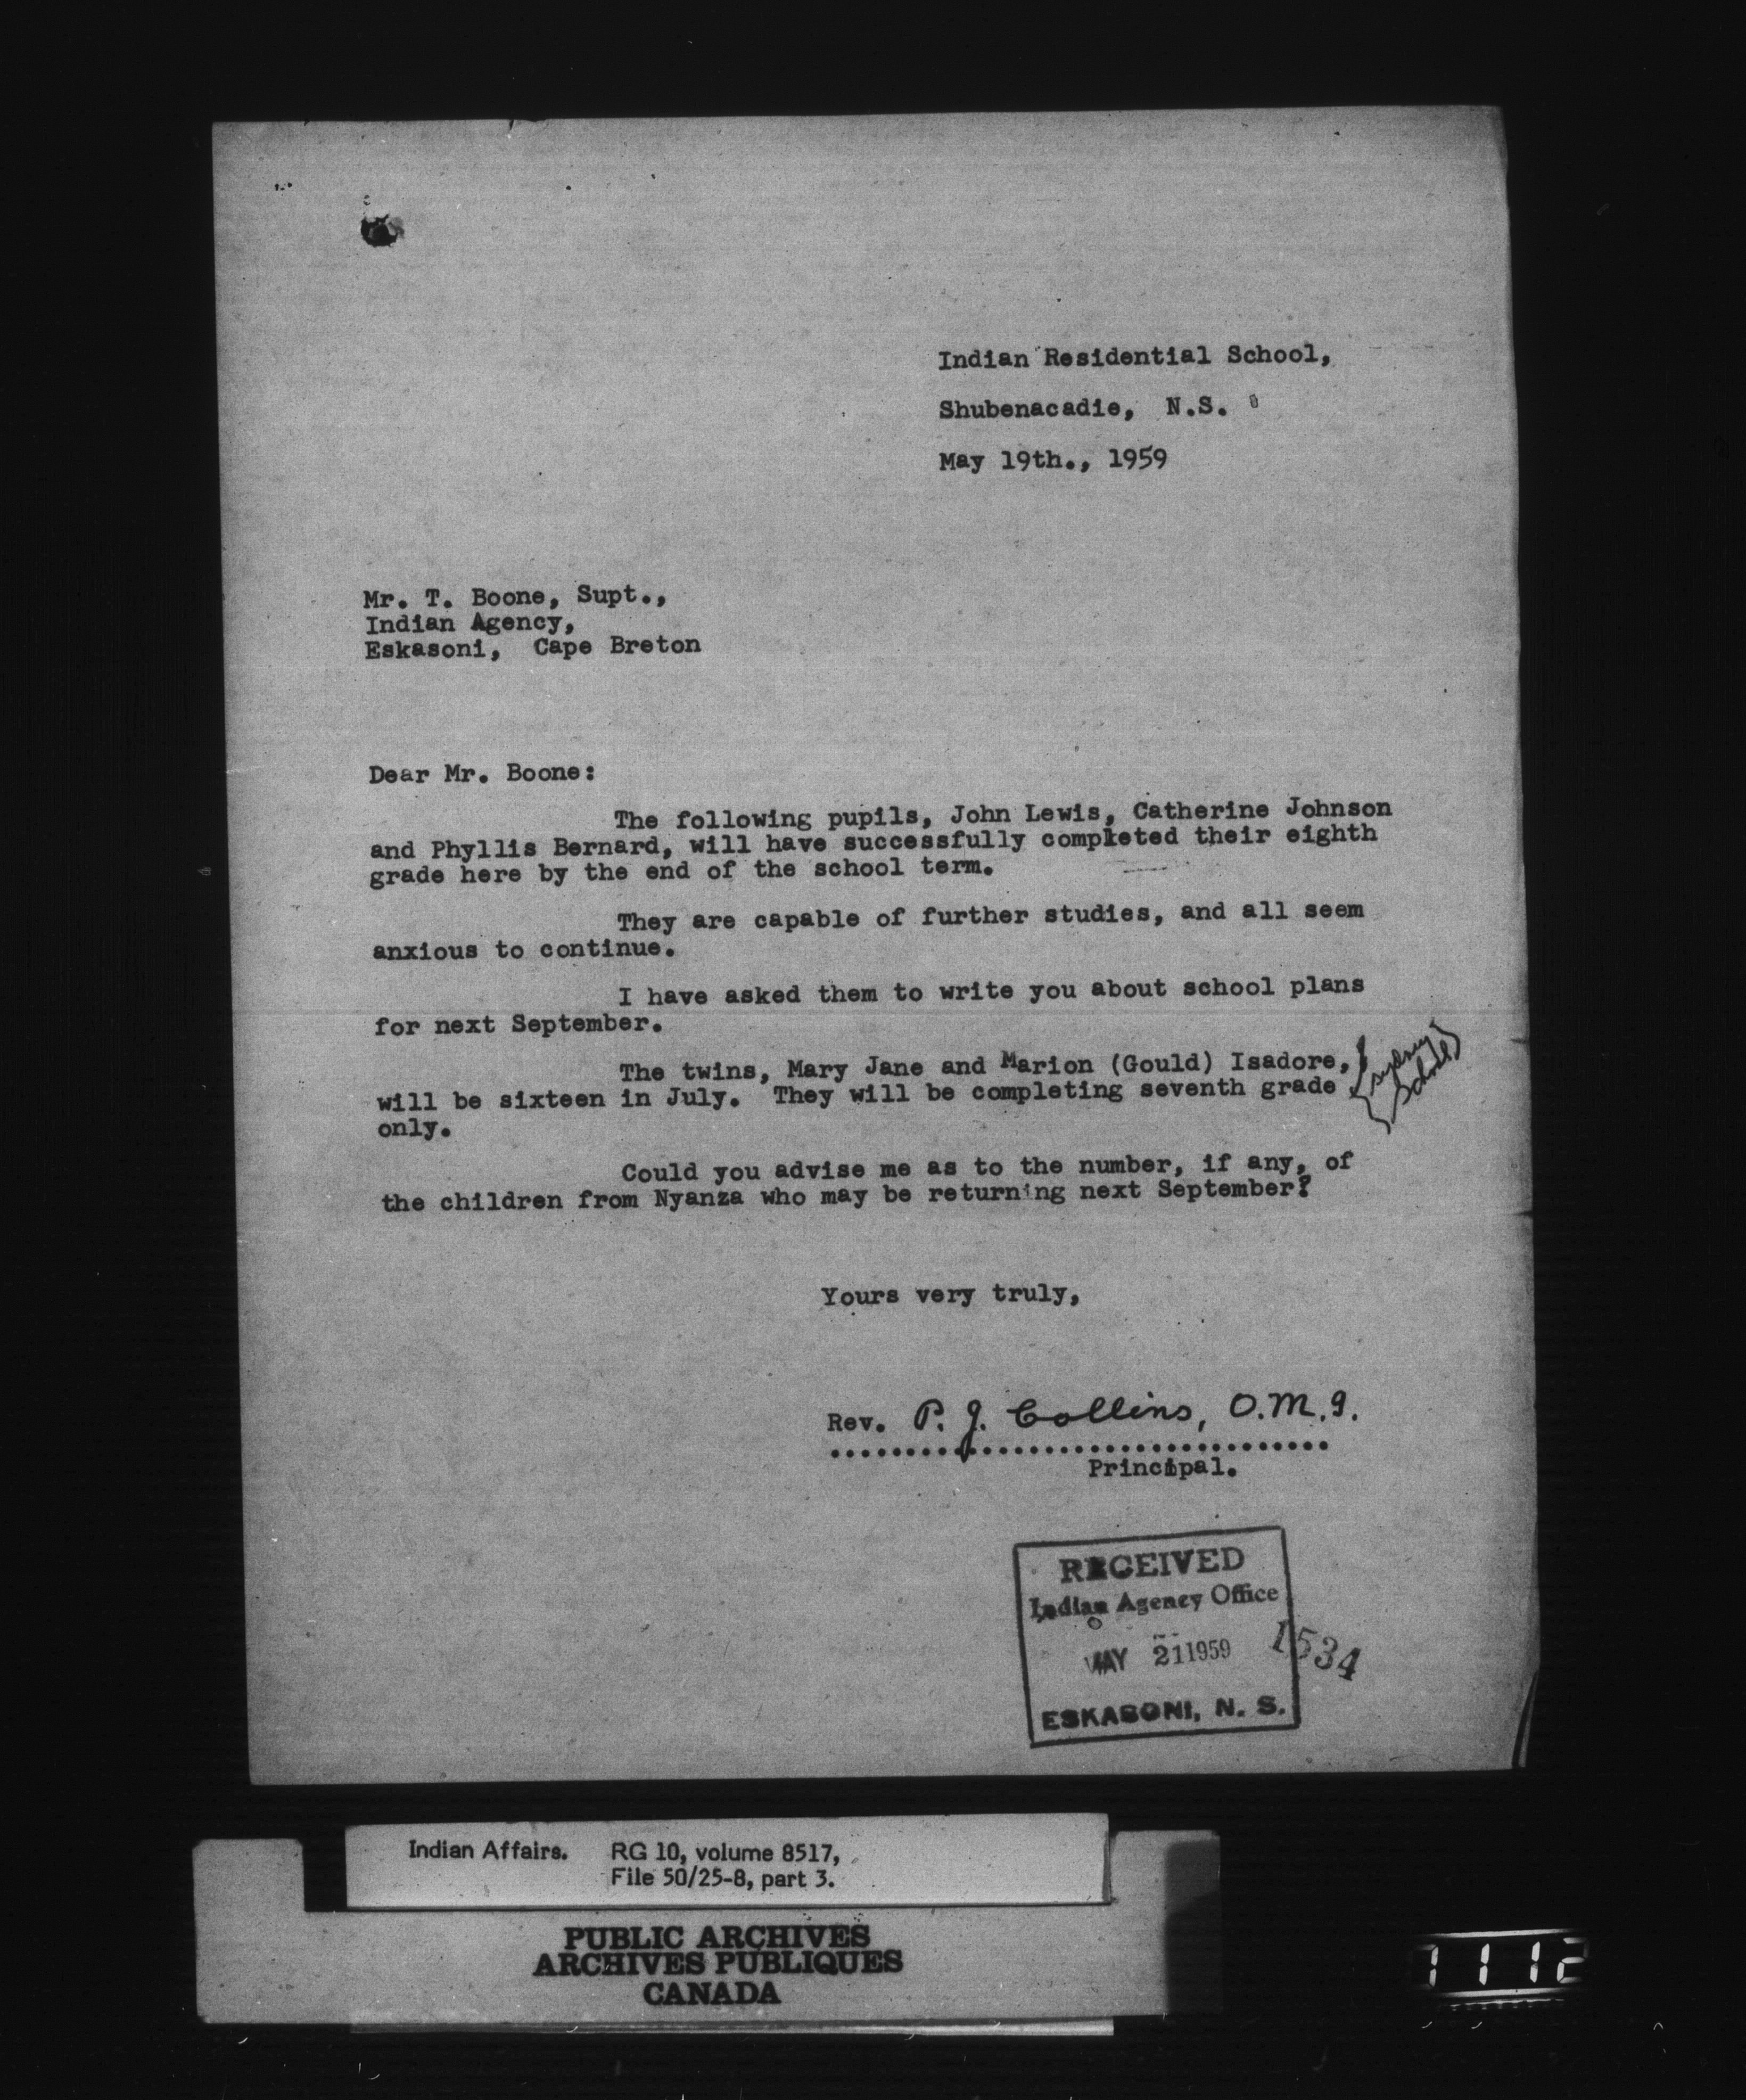 Indian Residential School,
Shubenacadie, N.S.
May 19th., 1959
Mr. T. Boone, Supt.,
Indian Agency,
Eskasoni, Cape Breton
Dear Mr. Boone:
The following pupils, John Lewis, Catherine Johnson
and Phyllis Bernard, will have successfully completed their eighth
grade here by the end of the school term.
They are capable of further studies, and all seem
anxious to continue.
I have asked them to write you about school plans
for next September.
The twins, Mary Jane and Marion (Gould) Isadore,
will be sixteen in July. They will be completing seventh grade
only.
Sydney
Could you advise me as to the number, if any, of
the children from Nyanza who may be returning next September?
Yours very truly,
Rev. P. J. Collins, O.M.I.
Principal.
RECEIVED
Indian Agency Office
MAY 21 1959
1534
ESKASONI, N. S.
Indian Affairs. RG 10, volume 8517,
File 50/25-8, part 3.
PUBLIC ARCHIVES
ARCHIVES PUBLIQUES
CANADA
1112